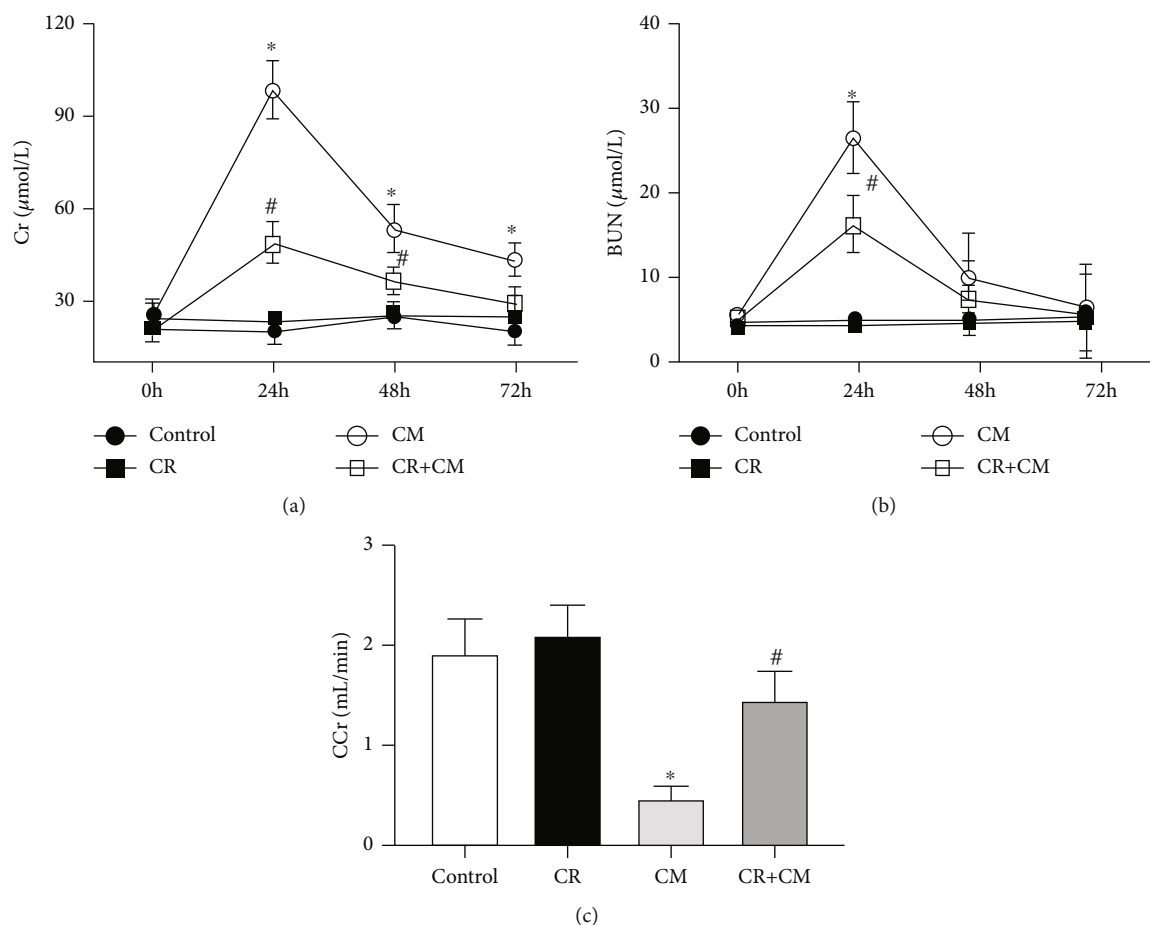 120
90
60
30
Cr (μmol/L)
*
*
*
#
#
0h 24h 48h 72h
Control CM
CR CR+CM
(a)
40
30
20
10
0
BUN (μmol/L)
*
#
0h 24h 48h 72h
Control CM
CR CR+CM
(b)
3
2
1
0
CCr (mL/min)
*
#
Control CR CM CR+CM
(c)